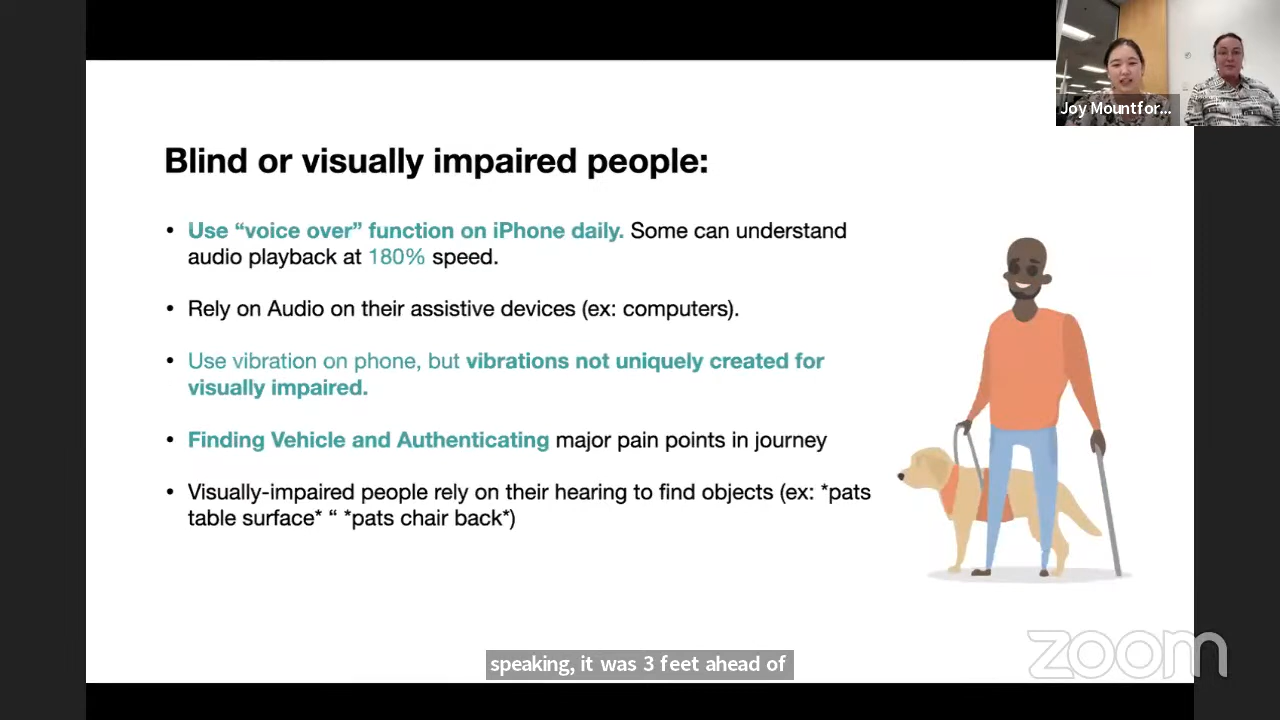 Joy Mountfor...
Blind or visually impaired people:
• Use “voice over” function on iPhone daily. Some can understand
audio playback at 180% speed.
• Rely on Audio on their assistive devices (ex: computers).
• Use vibration on phone, but vibrations not uniquely created for
visually impaired.
• Finding Vehicle and Authenticating major pain points in journey
• Visually-impaired people rely on their hearing to find objects (ex: *pats
table surface* “ *pats chair back*)
speaking, it was 3 feet ahead of
zoom